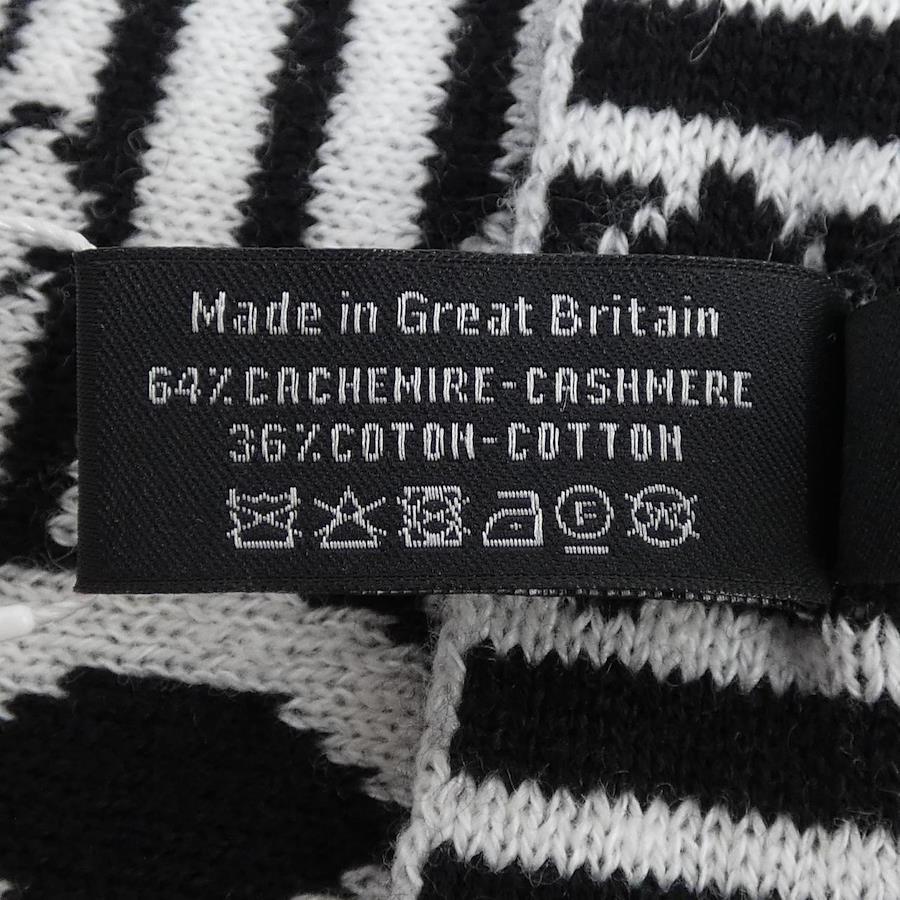 Made in Great Britain
64% CACHEMIRE-CASHMERE
36% COTON-COTTON
P W